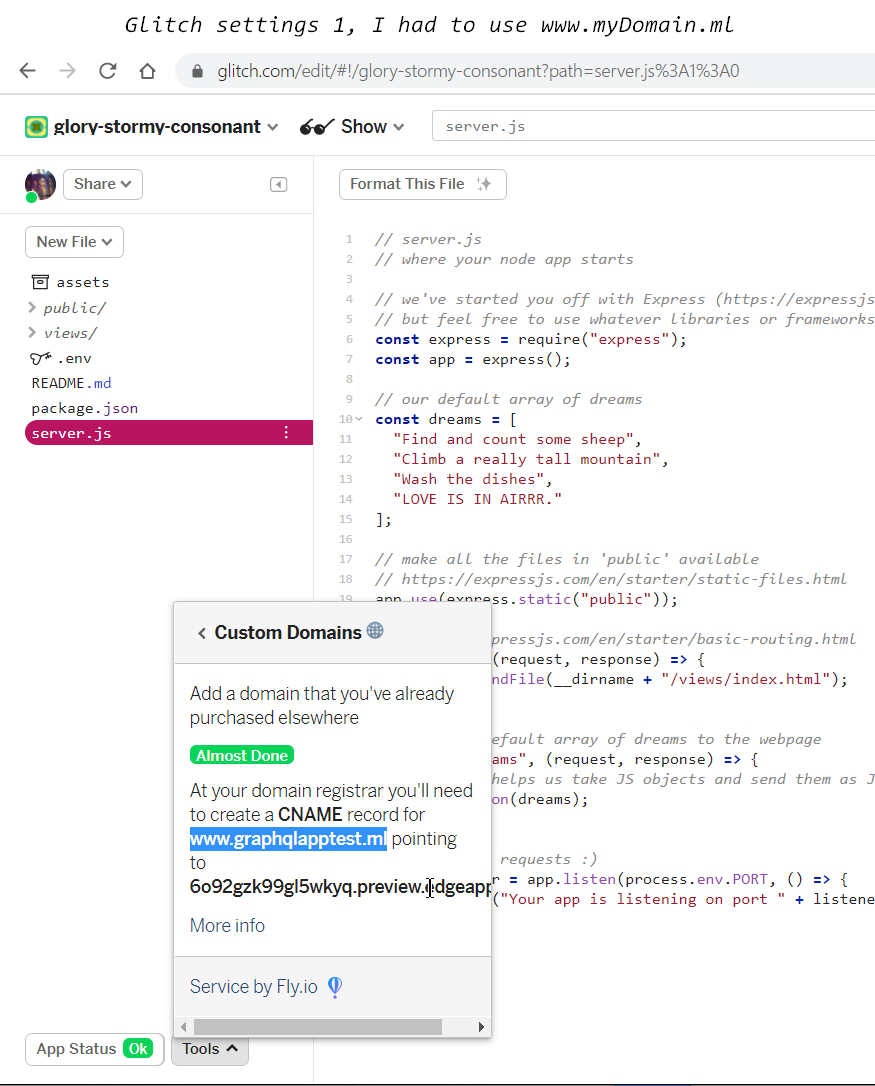 Glitch settings 1, I had to use www.myDomain.ml
glitch.com/edit/#!/glory-stormy-consonant?path=server.js%3A1%3A0
glory-stormy-consonant
Show
server.js
Share
Format This File
New File
assets
public/
views/
.env
README.md
package.json
server.js
1 // server.js
2 // where your node app starts
3
4 // we've started you off with Express (https://expressjs
5 // but feel free to use whatever libraries or frameworks
6 const express = require("express");
7 const app = express();
8
9 // our default array of dreams
10 const dreams = [
11 "Find and count some sheep",
12 "Climb a really tall mountain",
13 "Wash the dishes",
14 "LOVE IS IN AIRRR."
15 ];
16
17 // make all the files in 'public' available
18 // https://expressjs.com/en/starter/static-files.html
19 app.use(express.static("public"));
pressjs.com/en/starter/basic-routing.html
(request, response) => {
ndFile(__dirname + "/views/index.html");
efault array of dreams to the webpage
ams", (request, response) => {
helps us take JS objects and send them as J
on(dreams);
requests :)
r = app.listen(process.env.PORT, () => {
("Your app is listening on port " + listene
Custom Domains
Add a domain that you've already
purchased elsewhere
Almost Done
At your domain registrar you'll need
to create a CNAME record for
www.graphqlapptest.ml pointing
to
6o92gzk99gl5wkyq.preview.edgeapp
More info
Service by Fly.io
App Status Ok
Tools